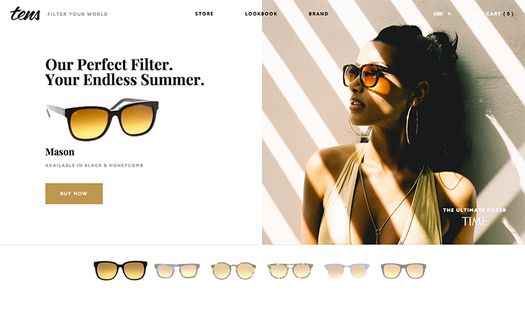 tens FILTER YOUR WORLD STORE LOOKBOOK BRAND USD CART (0)
Our Perfect Filter.
Your Endless Summer.
Mason
AVAILABLE IN BLACK & HONEYCOMB
BUY NOW
THE ULTIMATE FILTER
TIME